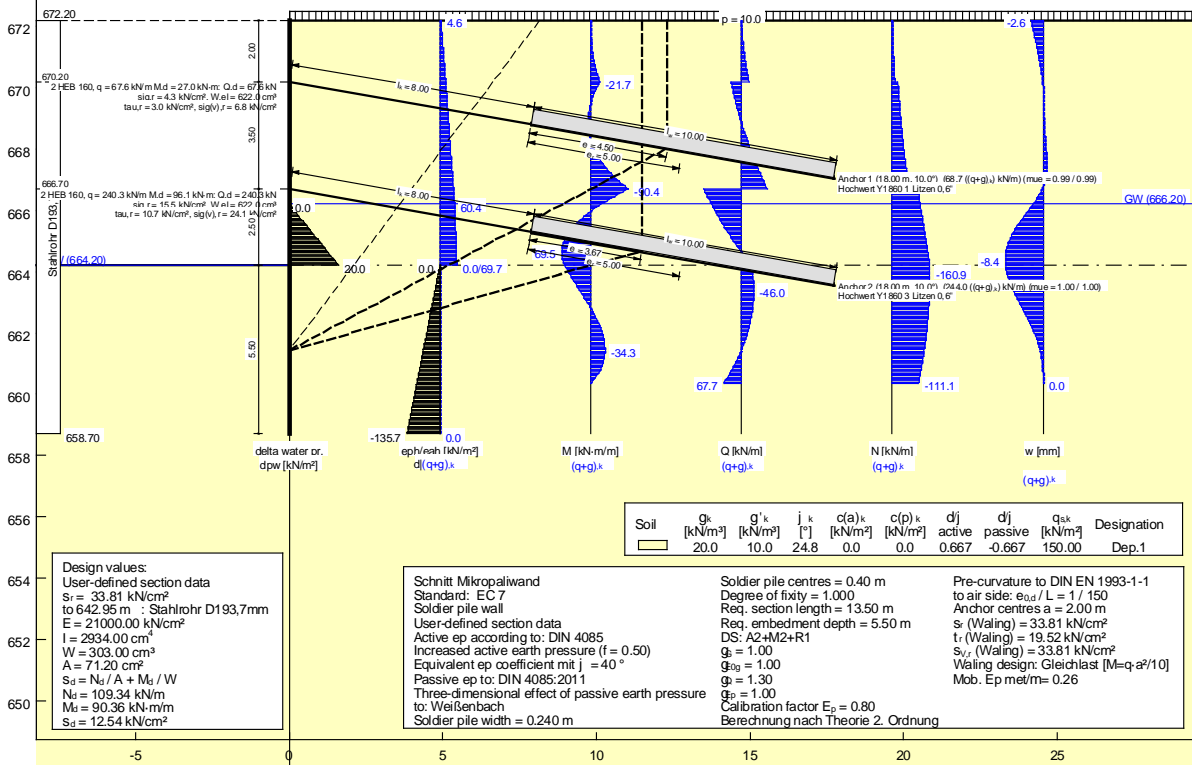 672.20
672
670
668
666
664
662
660
658
656
654
652
650
-5
0
5
10
15
20
25
4.6
p = 10.0
-2.6
2.00
3.50
2.50
5.50
670.20
2 HEB 160, q = 67.6 kN/m M.d = 27.0 kN·m: Q.d = 67.6 kN
sig,r = 4.3 kN/cm², W.el = 622.0 cm³
tau,r = 3.0 kN/cm², sig(v),r = 6.8 kN/cm²
666.70
2 HEB 160, q = 240.3 kN/m M.d = 96.1 kN·m: Q.d = 240.3 kN
sig,r = 15.5 kN/cm², W.el = 622.0 cm³
tau,r = 10.7 kN/cm², sig(v),r = 24.1 kN/cm²
Stahlrohr D193,
(664.20)
658.70
lk = 8.00
-21.7
= 10.00
e = 4.50
= 5.00
Anchor 1 (18.00 m, 10.0°) (68.7 ((q+g),k) kN/m) (mue = 0.99 / 0.99)
Hochwert Y1860 1 Litzen 0,6"
lk = 8.00
-90.4
GW (666.20)
0.0
60.4
= 10.00
e = 3.67
= 5.00
69.5
20.0
0.0
0.0/69.7
-160.9
-8.4
Anchor 2 (18.00 m, 10.0°) (244.0 ((q+g),k) kN/m) (mue = 1.00 / 1.00)
Hochwert Y1860 3 Litzen 0,6"
-46.0
-34.3
67.7
-111.1
0.0
-135.7
0.0
delta water pr.
dpw [kN/m²]
eph/eah [kN/m²]
(q+g),k
M [kN·m/m]
(q+g),k
Q [kN/m]
(q+g),k
N [kN/m]
(q+g),k
w [mm]
(q+g),k
Soil gk [kN/m³] g'k [kN/m³] jk [°] c(a)k [kN/m²] c(p)k [kN/m²] d/j active d/j passive qs,k [kN/m²] Designation
20.0 10.0 24.8 0.0 0.0 0.667 -0.667 150.00 Dep.1
Design values:
User-defined section data
sr = 33.81 kN/cm²
to 642.95 m : Stahlrohr D193,7mm
E = 21000.00 kN/cm²
I = 2934.00 cm⁴
W = 303.00 cm³
A = 71.20 cm²
sd = Nd / A + Md / W
Nd = 109.34 kN/m
Md = 90.36 kN·m/m
sd = 12.54 kN/cm²
Schnitt Mikropaliwand
Standard: EC 7
Soldier pile wall
User-defined section data
Active ep according to: DIN 4085
Increased active earth pressure (f = 0.50)
Equivalent ep coefficient mit j = 40 °
Passive ep to: DIN 4085:2011
Three-dimensional effect of passive earth pressure
to: Weißenbach
Soldier pile width = 0.240 m
Soldier pile centres = 0.40 m
Degree of fixity = 1.000
Req. section length = 13.50 m
Req. embedment depth = 5.50 m
DS: A2+M2+R1
= 1.00
= 1.00
= 1.30
= 1.00
Calibration factor Ep = 0.80
Berechnung nach Theorie 2. Ordnung
Pre-curvature to DIN EN 1993-1-1
to air side: e0,d / L = 1 / 150
Anchor centres a = 2.00 m
sr (Waling) = 33.81 kN/cm²
tr (Waling) = 19.52 kN/cm²
sv,r (Waling) = 33.81 kN/cm²
Waling design: Gleichlast [M=q·a²/10]
Mob. Ep met/m= 0.26